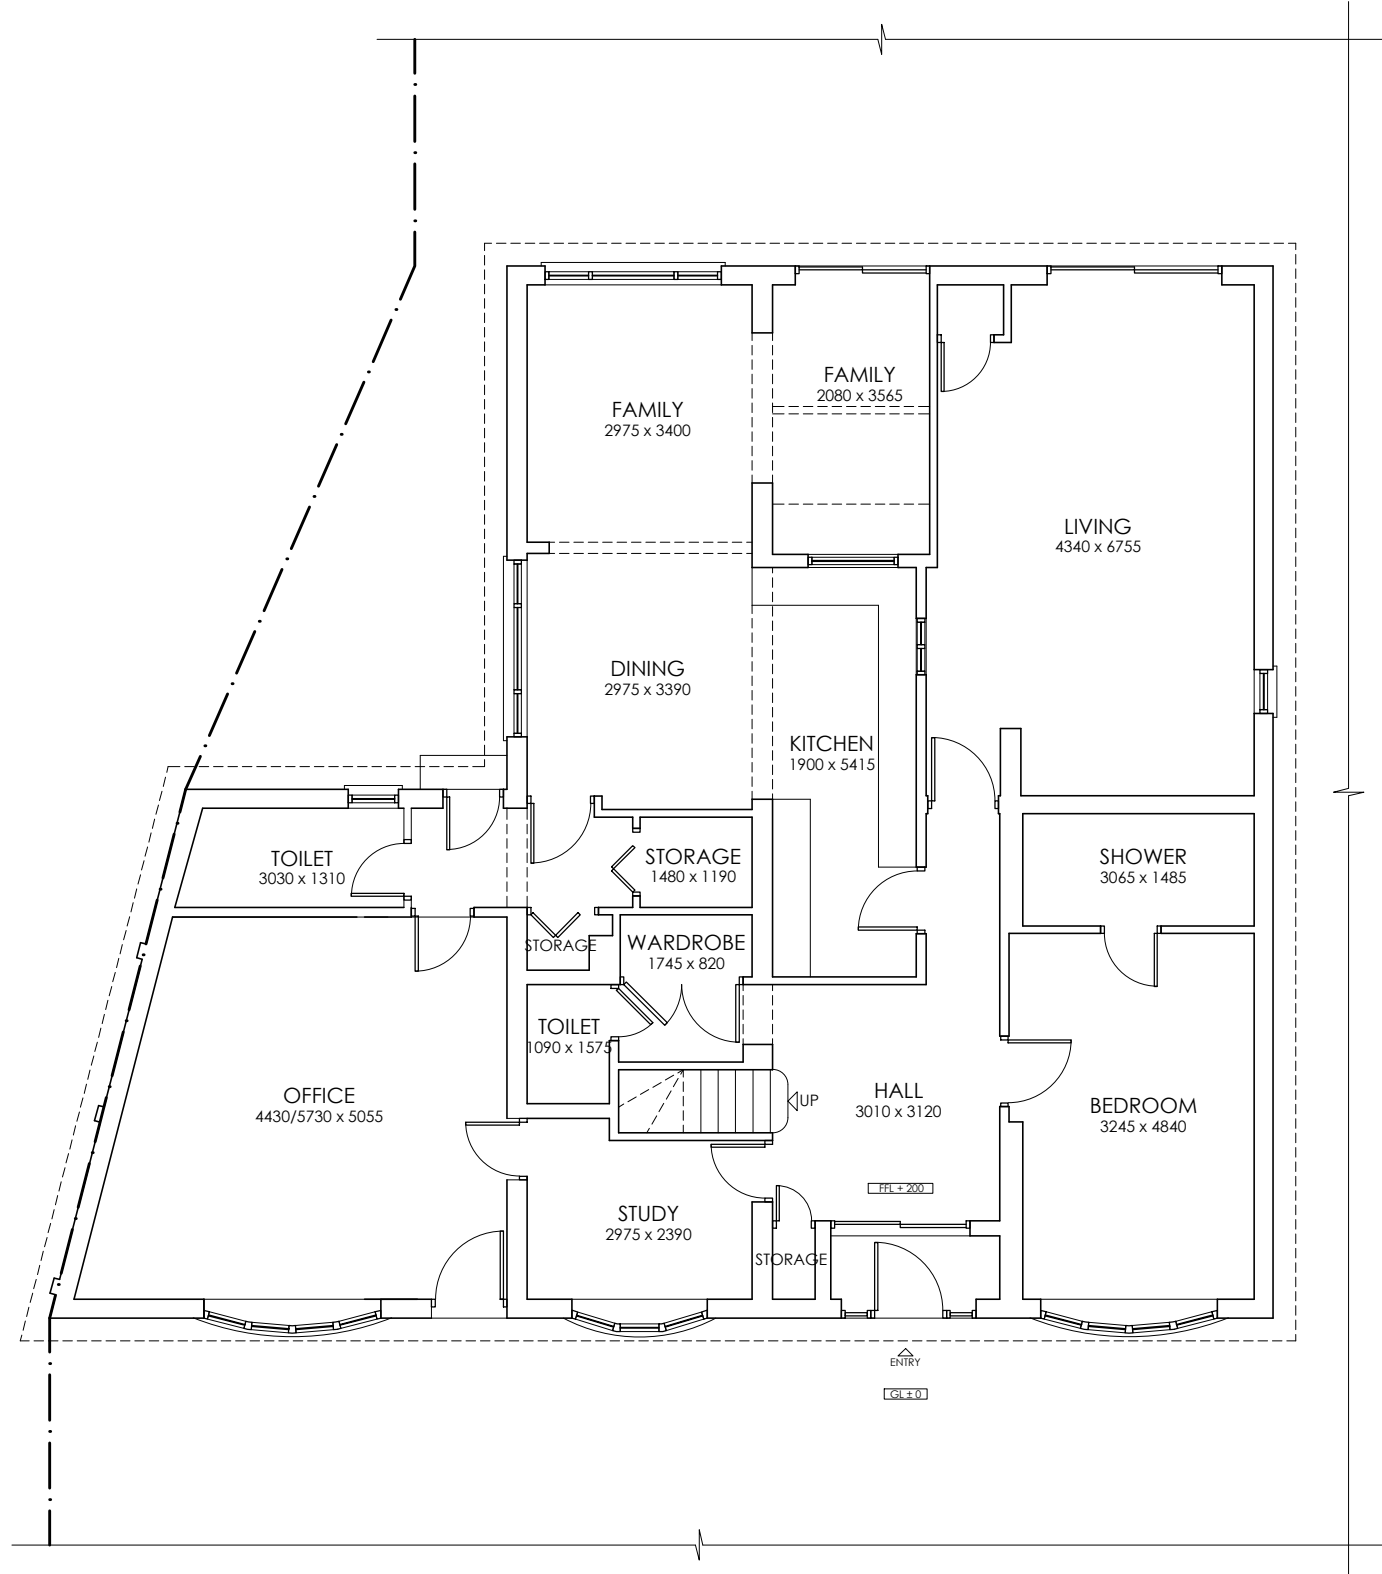 FAMILY
2080 x 3565
FAMILY
2975 x 3400
LIVING
4340 x 6755
DINING
2975 x 3390
KITCHEN
1900 x 5415
TOILET
3030 x 1310
STORAGE
1480 x 1190
SHOWER
3065 x 1485
STORAGE
WARDROBE
1745 x 820
TOILET
1090 x 1575
OFFICE
4430/5730 x 5055
UP
HALL
3010 x 3120
BEDROOM
3245 x 4840
FFL + 200
STUDY
2975 x 2390
STORAGE
ENTRY
GL ± 0